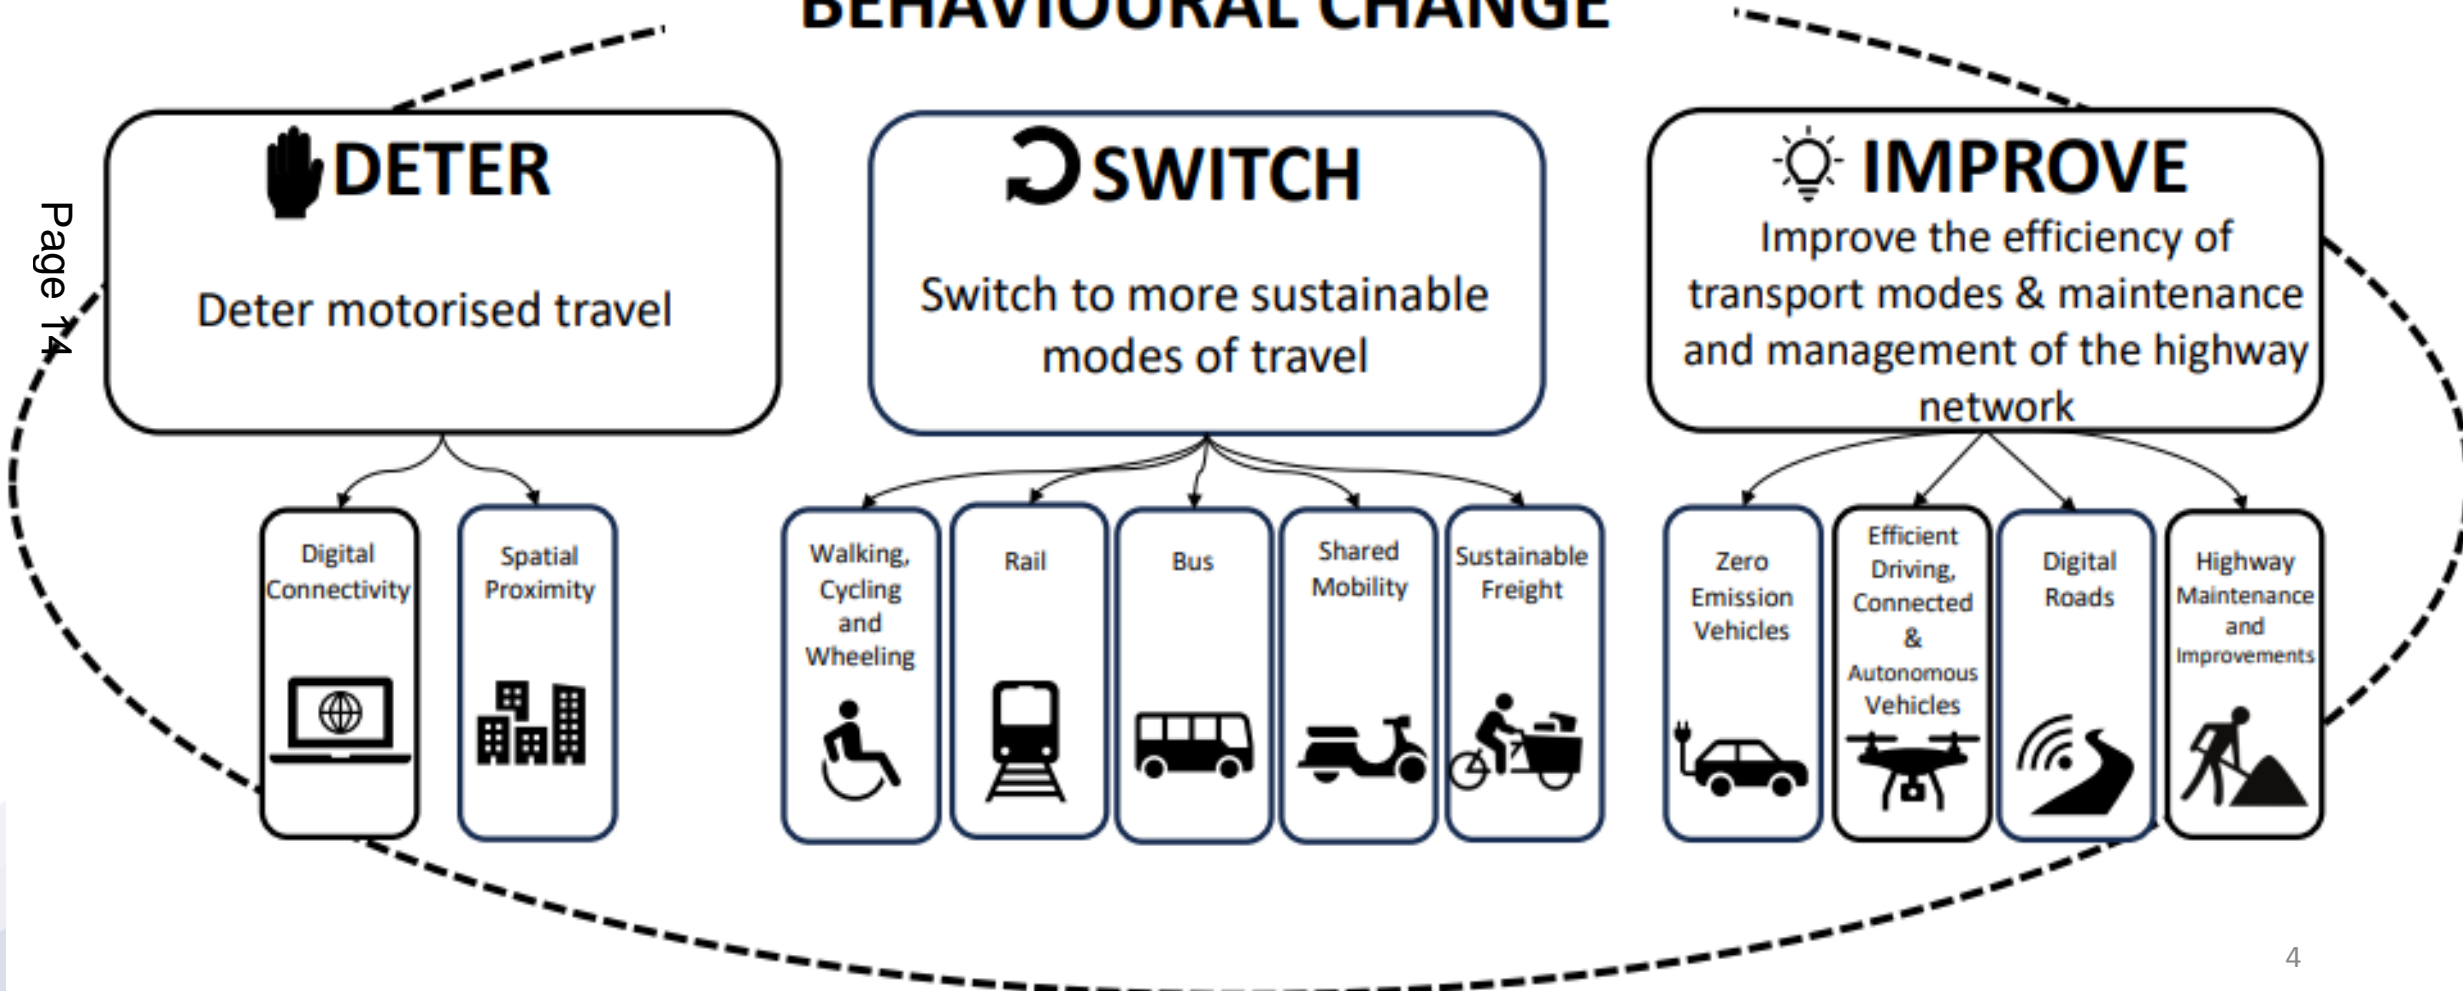 BEHAVIOURAL CHANGE
DETER
Deter motorised travel
SWITCH
Switch to more sustainable
modes of travel
IMPROVE
Improve the efficiency of
transport modes & maintenance
and management of the highway
network
Page 14
Digital
Connectivity
Spatial
Proximity
Walking,
Cycling
and
Wheeling
Rail
Bus
Shared
Mobility
Sustainable
Freight
Zero
Emission
Vehicles
Efficient
Driving,
Connected
&
Autonomous
Vehicles
Digital
Roads
Highway
Maintenance
and
Improvements
4